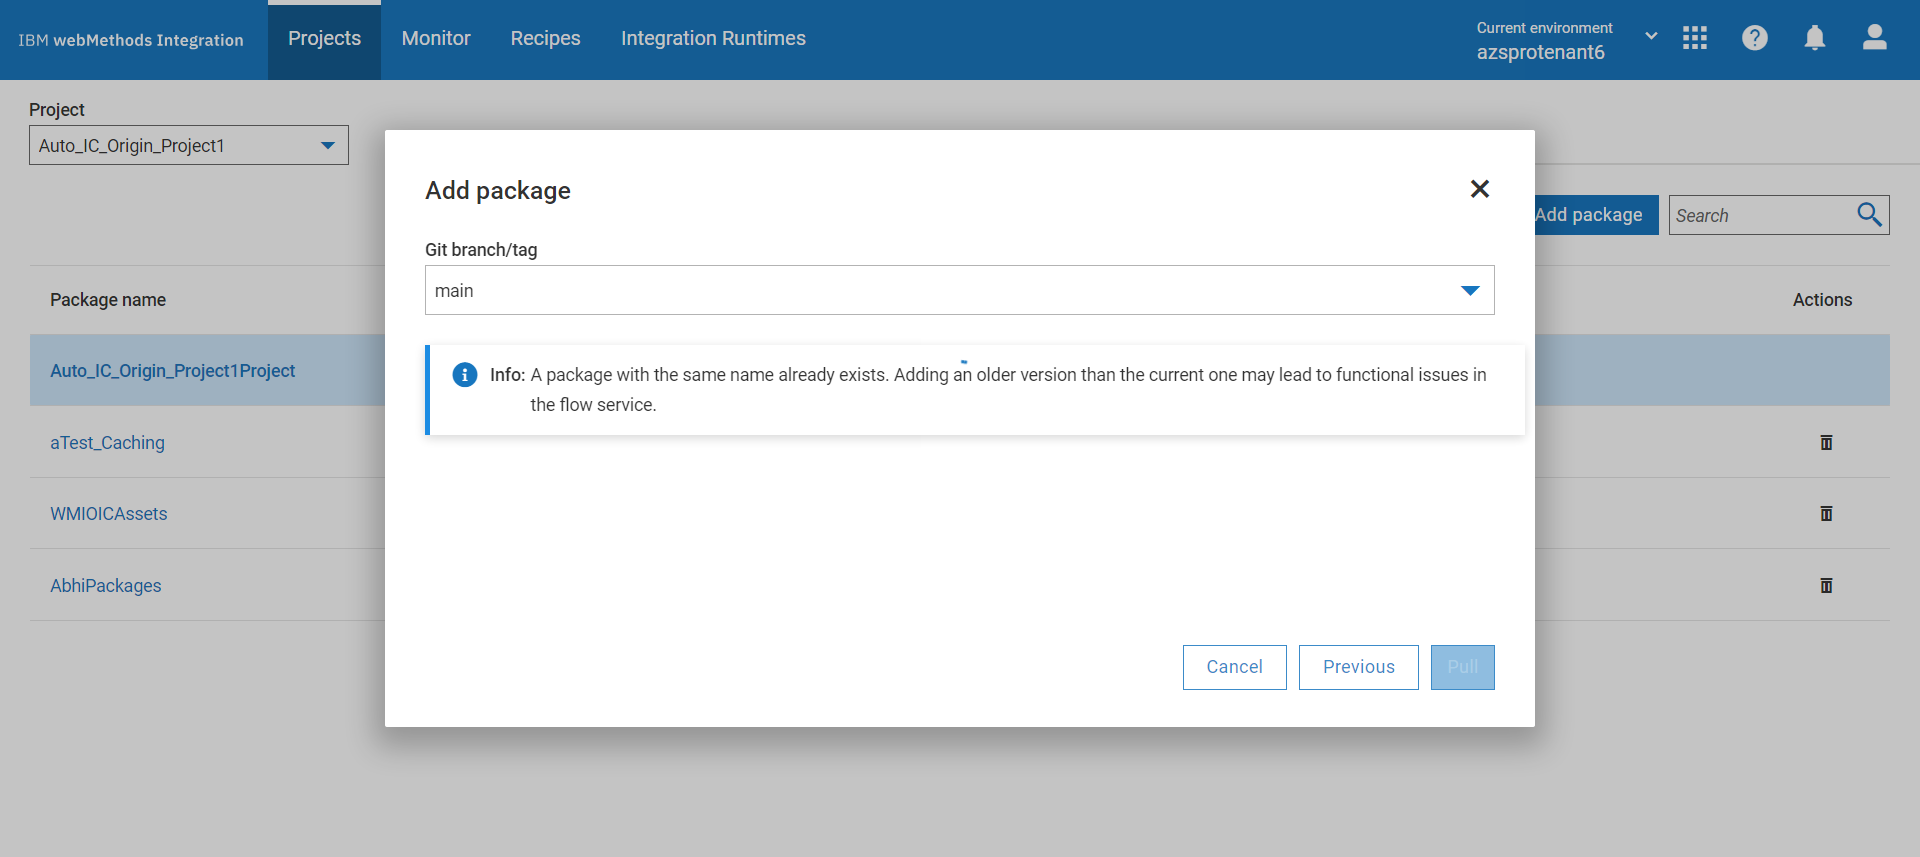 IBM webMethods Integration
Projects
Monitor
Recipes
Integration Runtimes
Current environment
azsprotenant6
Project
Auto_IC_Origin_Project1
Add package
Search
Package name
Actions
Auto_IC_Origin_Project1Project
aTest_Caching
WMIOICAssets
AbhiPackages
Add package
Git branch/tag
main
Info: A package with the same name already exists. Adding an older version than the current one may lead to functional issues in
the flow service.
Cancel
Previous
Pull